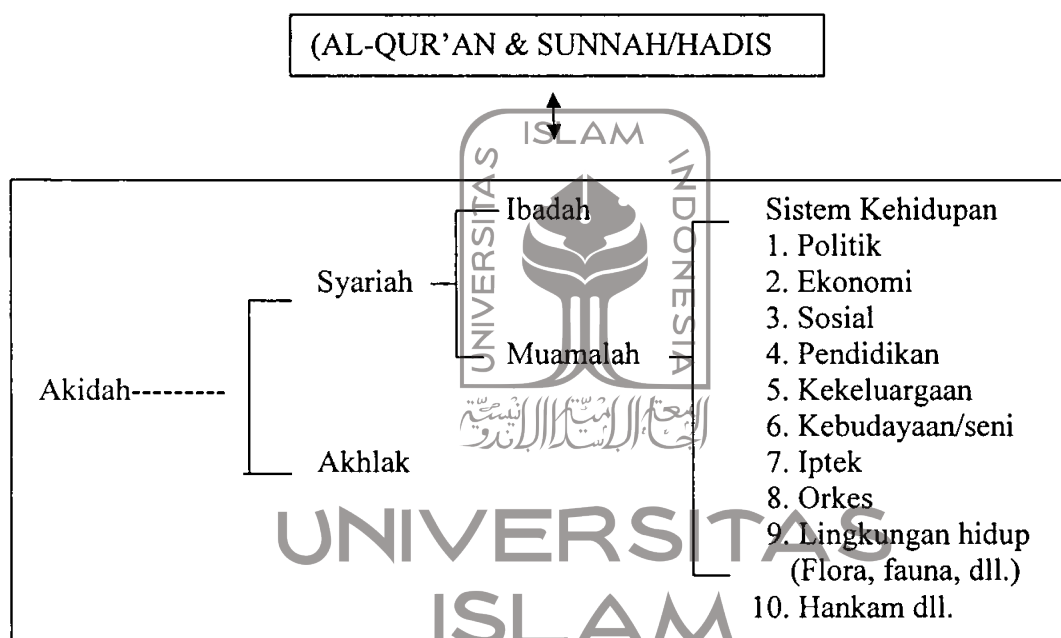 (AL-QUR’AN & SUNNAH/HADIS
UNIVERSITAS ISLAM INDONESIA
Ibadah
Syariah
Muamalah
Akidah---------
Akhlak
Sistem Kehidupan
1. Politik
2. Ekonomi
3. Sosial
4. Pendidikan
5. Kekeluargaan
6. Kebudayaan/seni
7. Iptek
8. Orkes
9. Lingkungan hidup
(Flora, fauna, dll.)
10. Hankam dll.
UNIVERSITAS
ISLAM